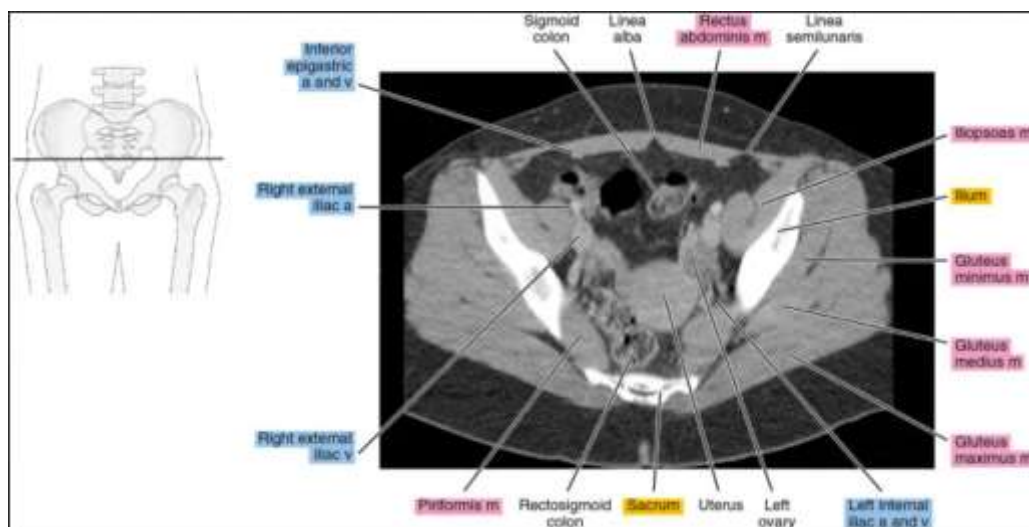 Sigmoid
colon
Linea
alba
Rectus
abdominis m
Linea
semilunaris
Inferior
epigastric
a and v
Iliopsoas m
Right external
iliac a
Ilium
Gluteus
minimus m
Gluteus
medius m
Right external
iliac v
Gluteus
maximus m
Piriformis m
Rectosigmoid
colon
Sacrum
Uterus
Left
ovary
Left internal
iliac a and v